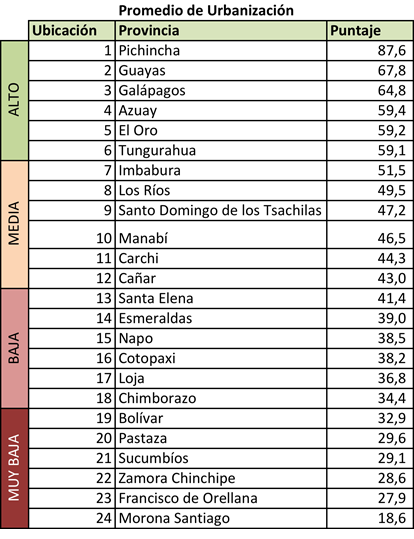 Promedio de Urbanización
Ubicación Provincia Puntaje
ALTO
1 Pichincha 87,6
2 Guayas 67,8
3 Galápagos 64,8
4 Azuay 59,4
5 El Oro 59,2
6 Tungurahua 59,1
MEDIA
7 Imbabura 51,5
8 Los Ríos 49,5
9 Santo Domingo de los Tsachilas 47,2
10 Manabí 46,5
11 Carchi 44,3
12 Cañar 43,0
BAJA
13 Santa Elena 41,4
14 Esmeraldas 39,0
15 Napo 38,5
16 Cotopaxi 38,2
17 Loja 36,8
18 Chimborazo 34,4
MUY BAJA
19 Bolívar 32,9
20 Pastaza 29,6
21 Sucumbíos 29,1
22 Zamora Chinchipe 28,6
23 Francisco de Orellana 27,9
24 Morona Santiago 18,6